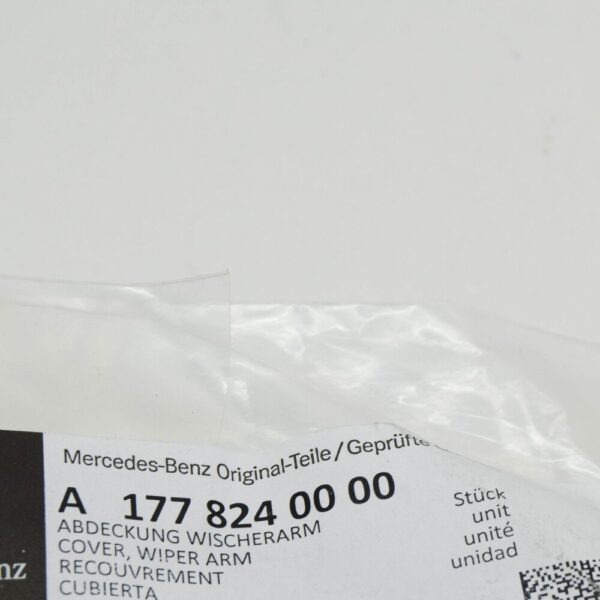 Mercedes-Benz Original-Teile/Geprüfte
A 177 824 00 00
ABDECKUNG WISCHERARM
COVER, WIPER ARM
RECOUVREMENT
CUBIERTA
Stück
unit
unité
unidad
nz